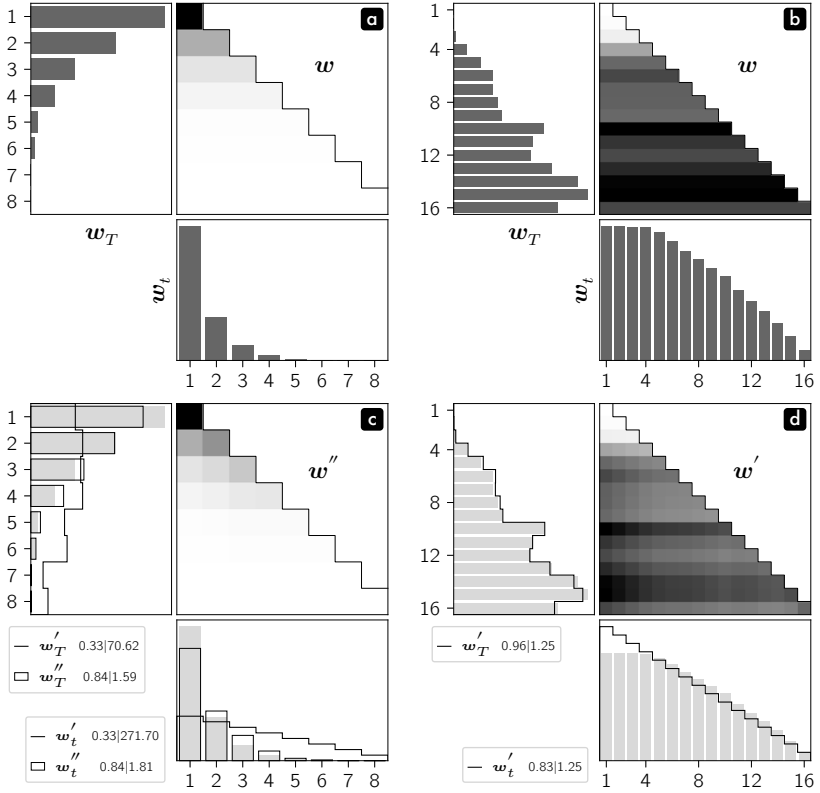 1
2
3
4
5
6
7
8
a
w
w_T
w_t
1 2 3 4 5 6 7 8
1
4
8
12
16
b
w
w_T
w_t
1 4 8 12 16
1
2
3
4
5
6
7
8
c
w″
w′_T 0.33|70.62
w″_T 0.84|1.59
w′_t 0.33|271.70
w″_t 0.84|1.81
1 2 3 4 5 6 7 8
1
4
8
12
16
d
w′
w′_T 0.96|1.25
w′_t 0.83|1.25
1 4 8 12 16